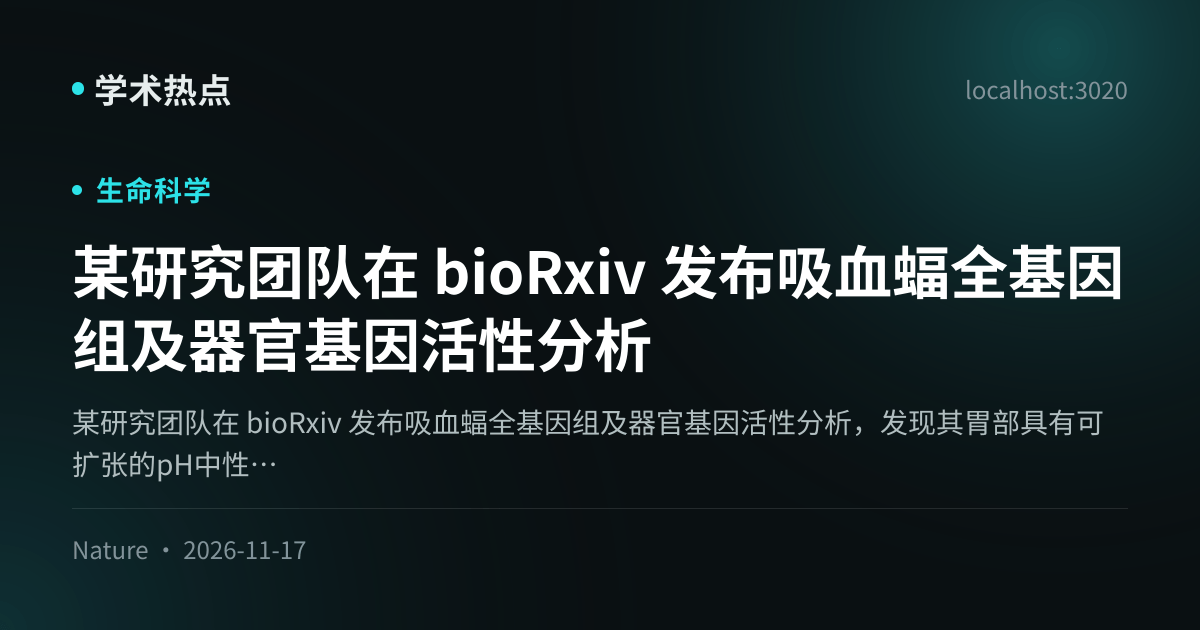 学术热点
localhost:3020
生命科学
某研究团队在 bioRxiv 发布吸血蝠全基因
组及器官基因活性分析
某研究团队在 bioRxiv 发布吸血蝠全基因组及器官基因活性分析，发现其胃部具有可
扩张的pH中性…
Nature • 2026-11-17